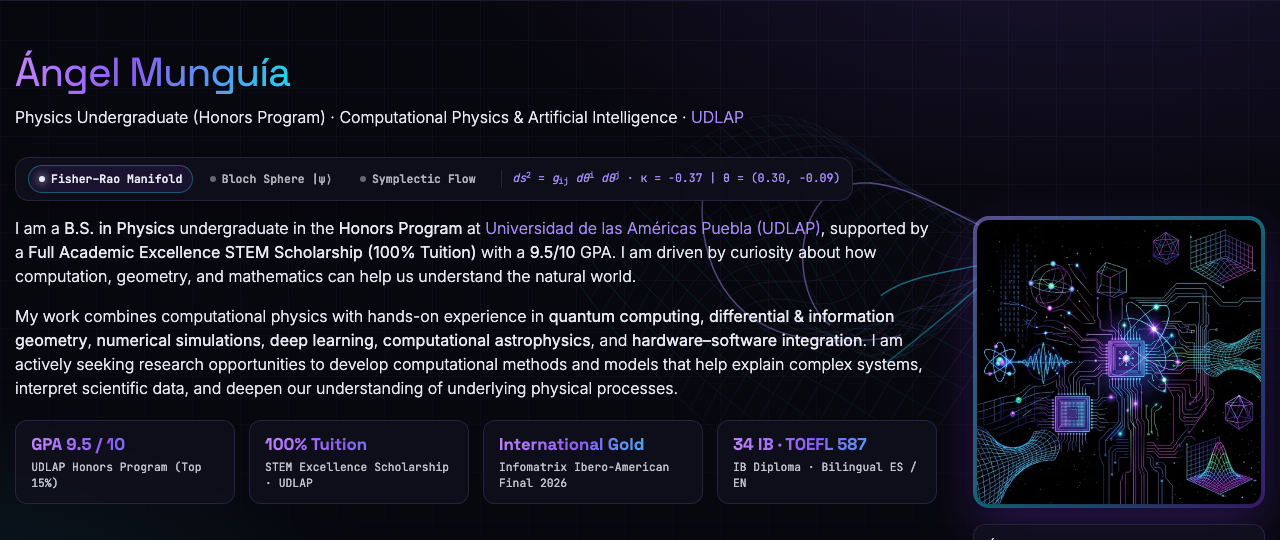 Ángel Munguía
Physics Undergraduate (Honors Program) · Computational Physics & Artificial Intelligence · UDLAP
Fisher-Rao Manifold
Bloch Sphere |ψ⟩
Symplectic Flow
ds² = gᵢⱼ dθⁱ dθʲ · κ = -0.37 | θ = (0.30, -0.09)
I am a B.S. in Physics undergraduate in the Honors Program at Universidad de las Américas Puebla (UDLAP), supported by
a Full Academic Excellence STEM Scholarship (100% Tuition) with a 9.5/10 GPA. I am driven by curiosity about how
computation, geometry, and mathematics can help us understand the natural world.
My work combines computational physics with hands-on experience in quantum computing, differential & information
geometry, numerical simulations, deep learning, computational astrophysics, and hardware–software integration. I am
actively seeking research opportunities to develop computational methods and models that help explain complex systems,
interpret scientific data, and deepen our understanding of underlying physical processes.
GPA 9.5 / 10
UDLAP Honors Program (Top
15%)
100% Tuition
STEM Excellence Scholarship
· UDLAP
International Gold
Infomatrix Ibero-American
Final 2026
34 IB · TOEFL 587
IB Diploma · Bilingual ES /
EN